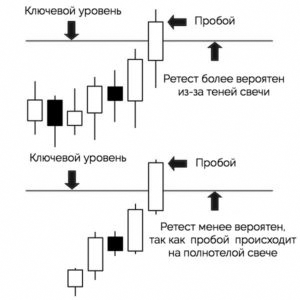 Ключевой уровень
Пробой
Ретест более вероятен
из-за теней свечи
Ключевой уровень
Пробой
Ретест менее вероятен,
так как пробой происходит
на полнотелой свече